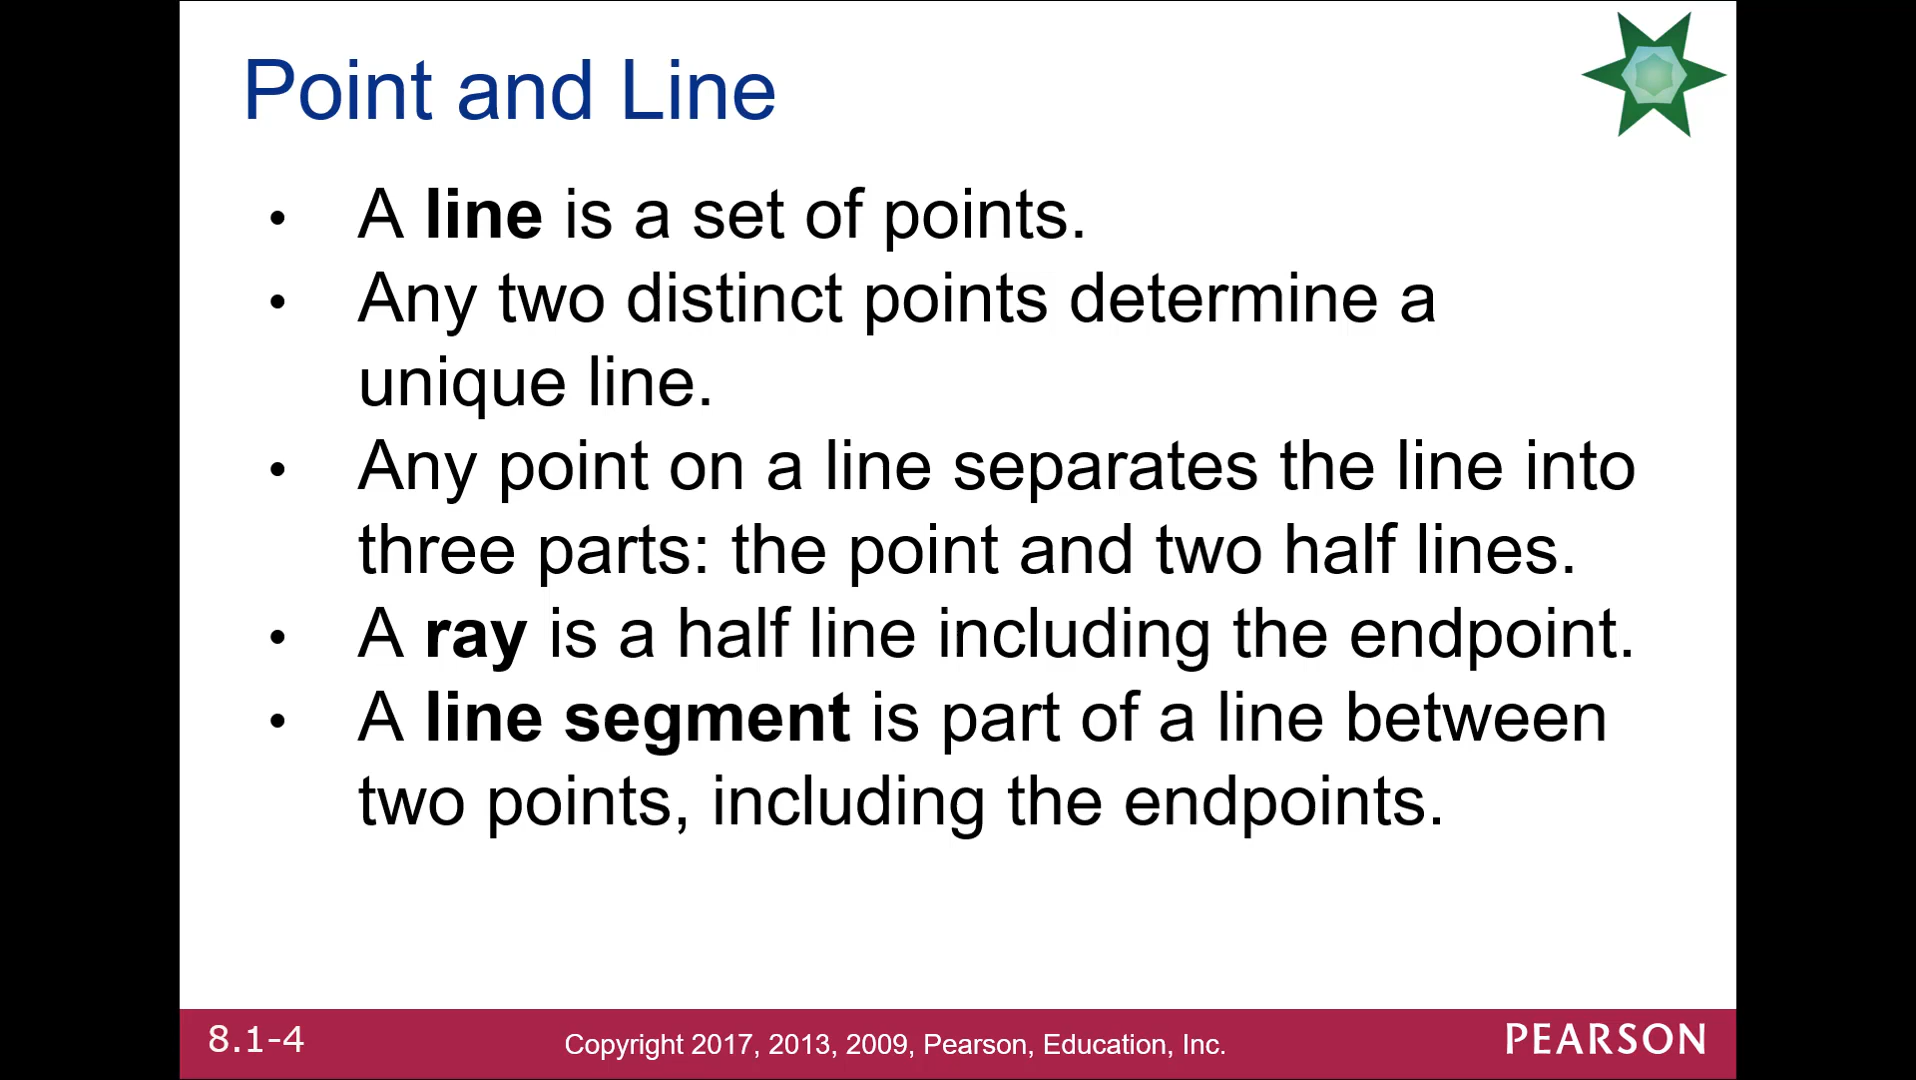 Point and Line
• A line is a set of points.
• Any two distinct points determine a
unique line.
• Any point on a line separates the line into
three parts: the point and two half lines.
• A ray is a half line including the endpoint.
• A line segment is part of a line between
two points, including the endpoints.
8.1-4
Copyright 2017, 2013, 2009, Pearson, Education, Inc.
PEARSON